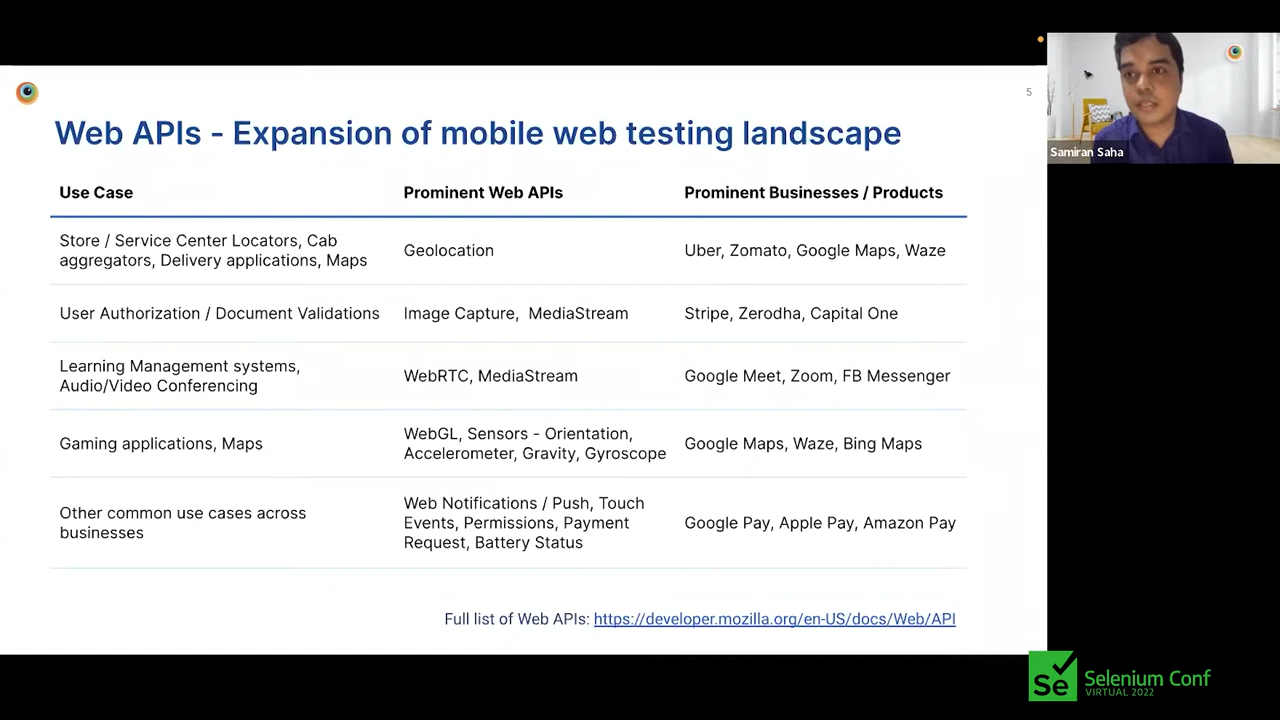 5
Web APIs - Expansion of mobile web testing landscape
Samiran Saha
Use Case
Prominent Web APIs
Prominent Businesses / Products
Store / Service Center Locators, Cab
aggregators, Delivery applications, Maps
Geolocation
Uber, Zomato, Google Maps, Waze
User Authorization / Document Validations
Image Capture, MediaStream
Stripe, Zerodha, Capital One
Learning Management systems,
Audio/Video Conferencing
WebRTC, MediaStream
Google Meet, Zoom, FB Messenger
Gaming applications, Maps
WebGL, Sensors - Orientation,
Accelerometer, Gravity, Gyroscope
Google Maps, Waze, Bing Maps
Other common use cases across
businesses
Web Notifications / Push, Touch
Events, Permissions, Payment
Request, Battery Status
Google Pay, Apple Pay, Amazon Pay
Full list of Web APIs: https://developer.mozilla.org/en-US/docs/Web/API
Se
Selenium Conf
VIRTUAL 2022